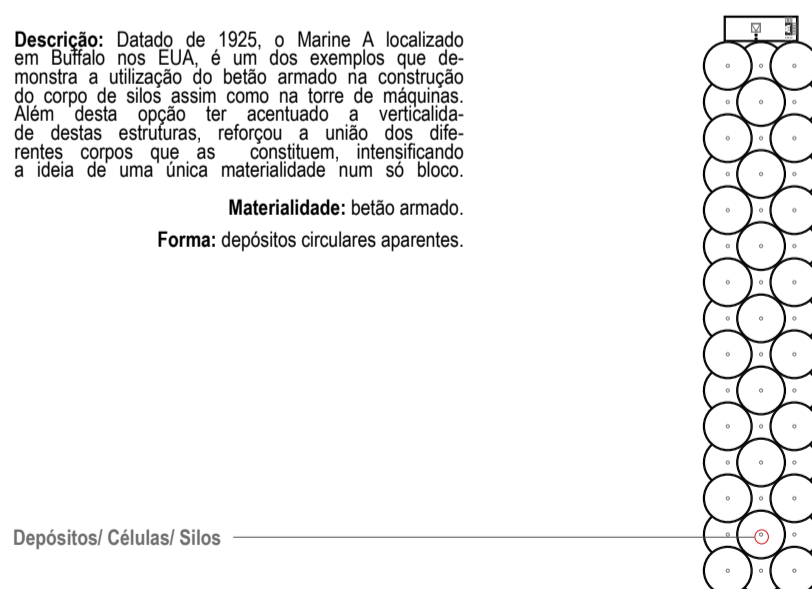 Descrição: Datado de 1925, o Marine A localizado
em Buffalo nos EUA, é um dos exemplos que de-
monstra a utilização do betão armado na construção
do corpo de silos assim como na torre de máquinas.
Além desta opção ter acentuado a verticalida-
de destas estruturas, reforçou a união dos dife-
rentes corpos que as constituem, intensificando
a ideia de uma única materialidade num só bloco.
Materialidade: betão armado.
Forma: depósitos circulares aparentes.
Depósitos/ Células/ Silos